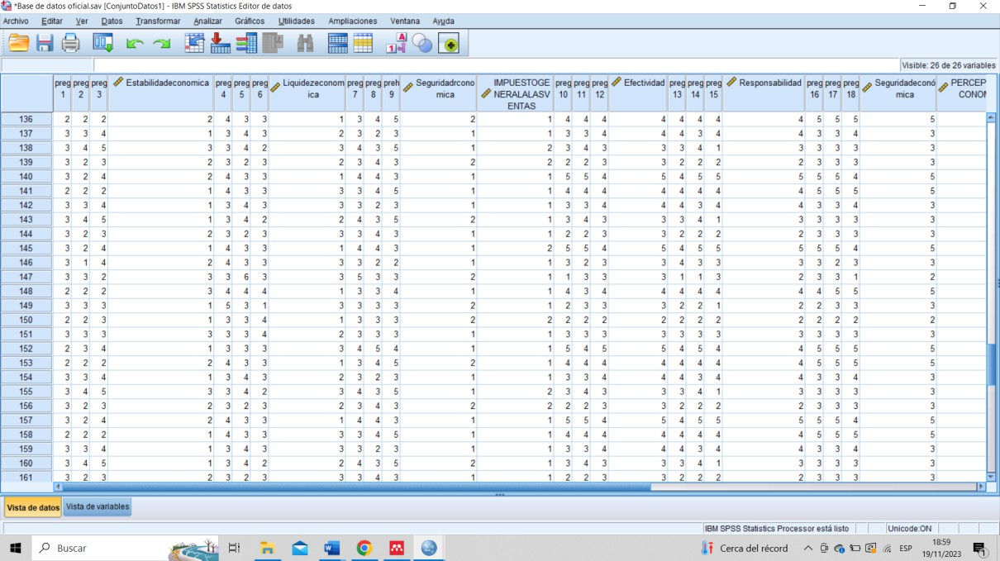 *Base de datos oficial.sav [ConjuntoDatos1] - IBM SPSS Statistics Editor de datos
Archivo Editar Ver Datos Transformar Analizar Gráficos Utilidades Ampliaciones Ventana Ayuda
Visible: 26 de 26 variables
preg 1 preg 2 preg 3 Estabilidadeconomica preg 4 preg 5 preg 6 Liquidezeconomica preg 7 preg 8 preh 9 Seguridadrconomica IMPUESTOGENERALALASVENTAS preg 10 preg 11 preg 12 Efectividad preg 13 preg 14 preg 15 Responsabilidad preg 16 preg 17 preg 18 Seguridadeconómica PERCEP CONOM
136 2 2 2 2 4 3 3 1 3 4 5 2 1 4 4 4 4 4 4 4 4 5 5 5 5
137 3 3 4 1 3 4 3 2 3 2 3 1 1 3 3 4 4 4 3 4 4 3 3 4 3
138 3 4 5 3 3 4 2 3 4 3 5 1 2 3 4 3 3 3 4 1 3 3 3 3 3
139 3 2 3 2 3 2 3 2 3 4 3 2 2 2 2 3 3 2 2 2 2 3 3 3 3
140 3 2 4 2 4 3 3 1 4 4 3 1 1 5 5 4 5 4 5 5 5 5 5 4 5
141 2 2 2 1 4 3 3 3 3 4 5 1 1 4 4 4 4 4 4 4 4 5 5 5 5
142 3 3 4 1 3 4 3 3 3 2 3 1 1 3 3 4 4 4 3 4 4 3 3 4 3
143 3 4 5 1 3 4 2 2 4 3 5 2 1 3 4 3 3 3 4 1 3 3 3 3 3
144 3 2 3 2 3 2 3 3 3 4 3 1 1 2 2 3 3 2 2 2 2 3 3 3 3
145 3 2 4 1 4 3 3 1 4 4 3 1 2 5 5 4 5 4 5 5 5 5 5 4 5
146 3 1 4 2 4 3 3 3 3 2 2 1 1 3 2 3 3 4 3 3 3 3 2 3 3
147 3 3 2 3 3 6 3 3 5 3 3 2 1 1 3 3 3 1 1 3 2 3 3 1 2
148 2 2 2 3 4 4 4 1 3 3 4 1 1 4 3 4 4 4 4 4 4 4 5 5 5
149 3 3 3 1 5 3 1 3 3 3 3 2 1 2 3 3 3 2 2 1 2 2 3 3 3
150 2 2 3 1 3 3 4 1 3 3 3 2 2 2 2 2 2 2 2 2 2 2 2 2 2
151 3 3 3 3 3 3 4 2 3 3 3 1 1 3 3 3 3 3 3 3 3 3 3 3 3
152 2 3 4 1 3 3 3 3 4 5 4 1 1 5 4 5 5 4 5 4 4 5 5 5 5
153 2 2 2 2 4 3 3 1 3 4 5 2 1 4 4 4 4 4 4 4 4 5 5 5 5
154 3 3 4 1 3 4 3 2 3 2 3 1 1 3 3 4 4 4 3 4 4 3 3 4 3
155 3 4 5 3 3 4 2 3 4 3 5 1 2 3 4 3 3 3 4 1 3 3 3 3 3
156 3 2 3 2 3 2 3 2 3 4 3 2 2 2 2 3 3 2 2 2 2 3 3 3 3
157 3 2 4 2 4 3 3 1 4 4 3 1 1 5 5 4 5 4 5 5 5 5 5 4 5
158 2 2 2 1 4 3 3 3 3 4 5 1 1 4 4 4 4 4 4 4 4 5 5 5 5
159 3 3 4 1 3 4 3 3 3 2 3 1 1 3 3 4 4 4 3 4 4 3 3 4 3
160 3 4 5 1 3 4 2 2 4 3 5 2 1 3 4 3 3 3 4 1 3 3 3 3 3
161 3 2 3 2 3 2 3 3 3 4 3 1 1 2 2 3 3 2 2 2 2 3 3 3 3
Vista de datos Vista de variables
IBM SPSS Statistics Processor está listo Unicode:ON
Buscar Cerca del récord ESP 18:59
19/11/2023